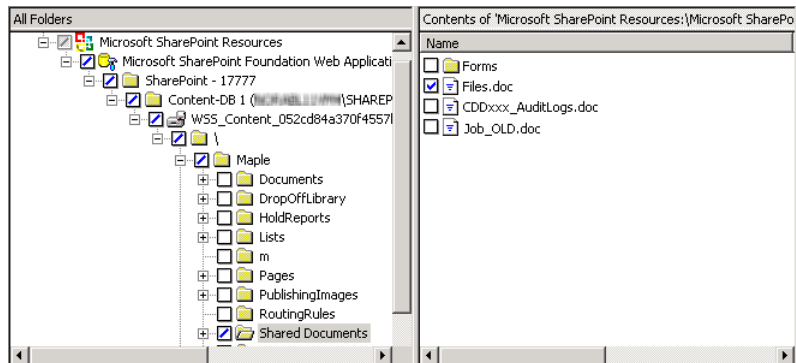 All Folders
Microsoft SharePoint Resources
Microsoft SharePoint Foundation Web Applicati
SharePoint - 17777
Content-DB 1 ( \SHAREP
WSS_Content_052cd84a370f4557l
\
Maple
Documents
DropOffLibrary
HoldReports
Lists
m
Pages
PublishingImages
RoutingRules
Shared Documents
Contents of 'Microsoft SharePoint Resources:\Microsoft SharePo
Name
Forms
Files.doc
CDDxxx_AuditLogs.doc
Job_OLD.doc